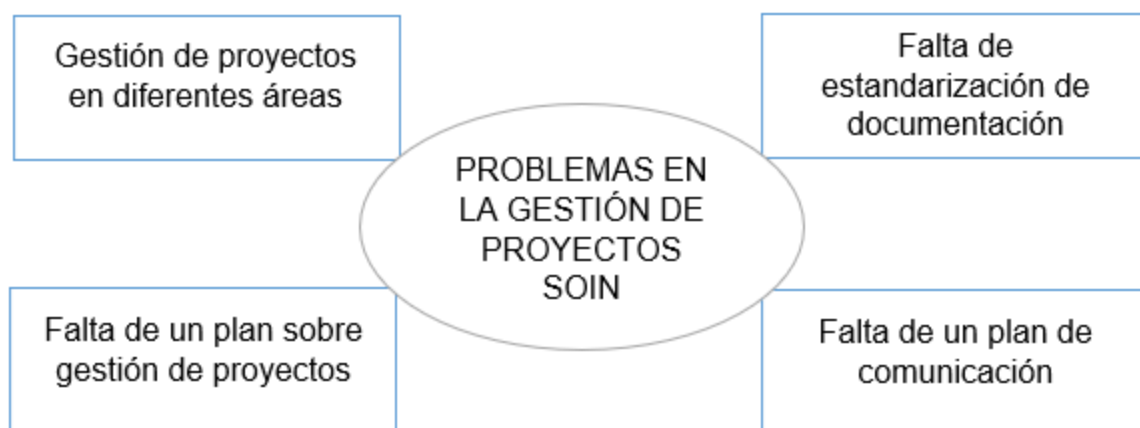 Gestión de proyectos
en diferentes áreas
Falta de
estandarización de
documentación
PROBLEMAS EN
LA GESTIÓN DE
PROYECTOS
SOIN
Falta de un plan sobre
gestión de proyectos
Falta de un plan de
comunicación